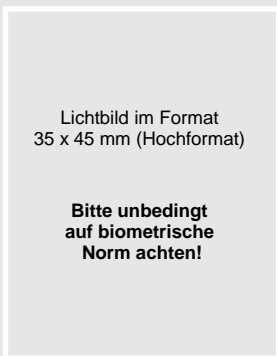 Lichtbild im Format
35 x 45 mm (Hochformat)
Bitte unbedingt
auf biometrische
Norm achten!